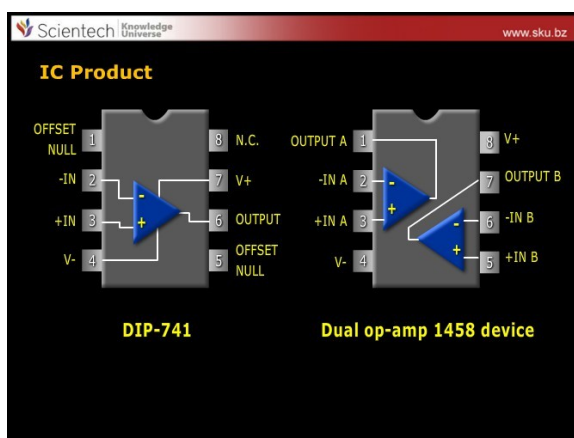 Scientech Knowledge Universe
www.sku.bz
IC Product
OFFSET NULL 1
8 N.C.
-IN 2
7 V+
+IN 3
6 OUTPUT
V- 4
5 OFFSET NULL
-
+
DIP-741
OUTPUT A 1
8 V+
-IN A 2
7 OUTPUT B
+IN A 3
6 -IN B
V- 4
5 +IN B
-
+
-
+
Dual op-amp 1458 device